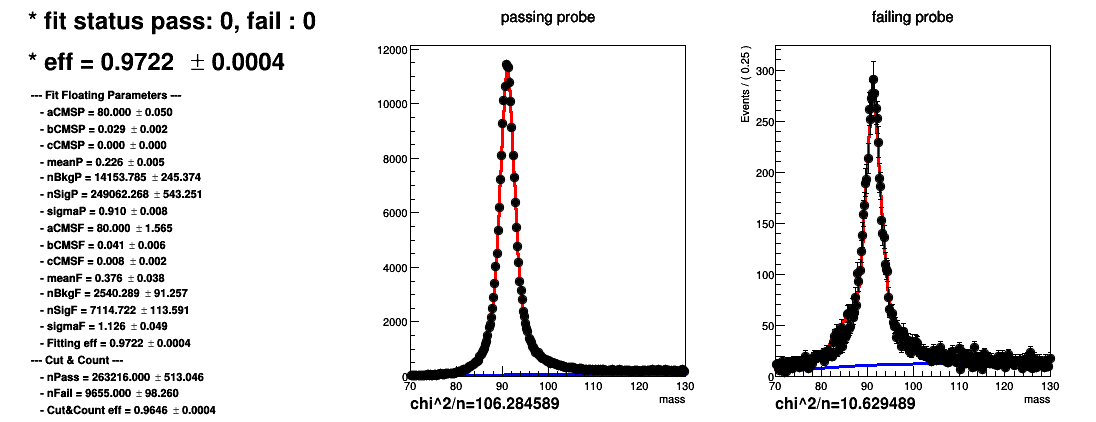 * fit status pass: 0, fail : 0
* eff = 0.9722 ± 0.0004
--- Fit Floating Parameters ---
- aCMSP = 80.000 ± 0.050
- bCMSP = 0.029 ± 0.002
- cCMSP = 0.000 ± 0.000
- meanP = 0.226 ± 0.005
- nBkgP = 14153.785 ± 245.374
- nSigP = 249062.268 ± 543.251
- sigmaP = 0.910 ± 0.008
- aCMSF = 80.000 ± 1.565
- bCMSF = 0.041 ± 0.006
- cCMSF = 0.008 ± 0.002
- meanF = 0.376 ± 0.038
- nBkgF = 2540.289 ± 91.257
- nSigF = 7114.722 ± 113.591
- sigmaF = 1.126 ± 0.049
- Fitting eff = 0.9722 ± 0.0004
--- Cut & Count ---
- nPass = 263216.000 ± 513.046
- nFail = 9655.000 ± 98.260
- Cut&Count eff = 0.9646 ± 0.0004
passing probe
12000
10000
8000
6000
4000
2000
0
70 80 90 100 110 120 130
mass
chi^2/n=106.284589
failing probe
Events / ( 0.25 )
300
250
200
150
100
50
0
70 80 90 100 110 120 130
mass
chi^2/n=10.629489